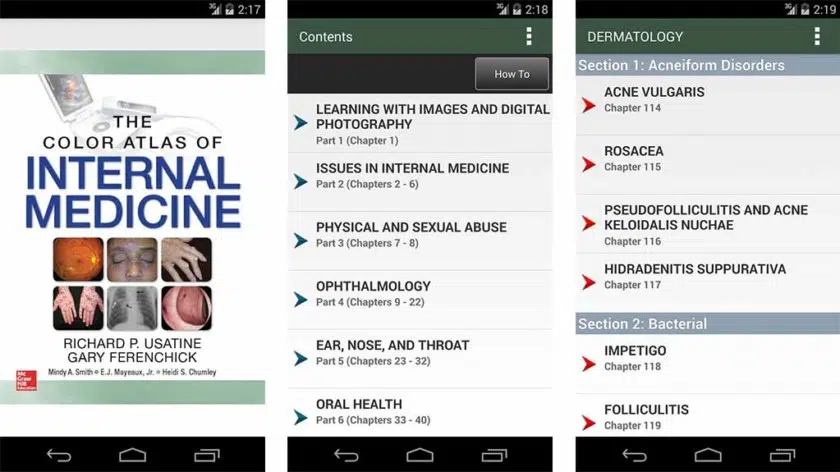 3G 2:17
THE
COLOR ATLAS OF
INTERNAL
MEDICINE
RICHARD P. USATINE
GARY FERENCHICK
Mindy A. Smith • E.J. Mayeaux, Jr. • Heidi S. Chumley
Mc
Graw
Hill
Education
3G 2:18
Contents
How To
LEARNING WITH IMAGES AND DIGITAL
PHOTOGRAPHY
Part 1 (Chapter 1)
ISSUES IN INTERNAL MEDICINE
Part 2 (Chapters 2 - 6)
PHYSICAL AND SEXUAL ABUSE
Part 3 (Chapters 7 - 8)
OPHTHALMOLOGY
Part 4 (Chapters 9 - 22)
EAR, NOSE, AND THROAT
Part 5 (Chapters 23 - 32)
ORAL HEALTH
Part 6 (Chapters 33 - 40)
3G 2:19
DERMATOLOGY
Section 1: Acneiform Disorders
ACNE VULGARIS
Chapter 114
ROSACEA
Chapter 115
PSEUDOFOLLICULITIS AND ACNE
KELOIDALIS NUCHAE
Chapter 116
HIDRADENITIS SUPPURATIVA
Chapter 117
Section 2: Bacterial
IMPETIGO
Chapter 118
FOLLICULITIS
Chapter 119